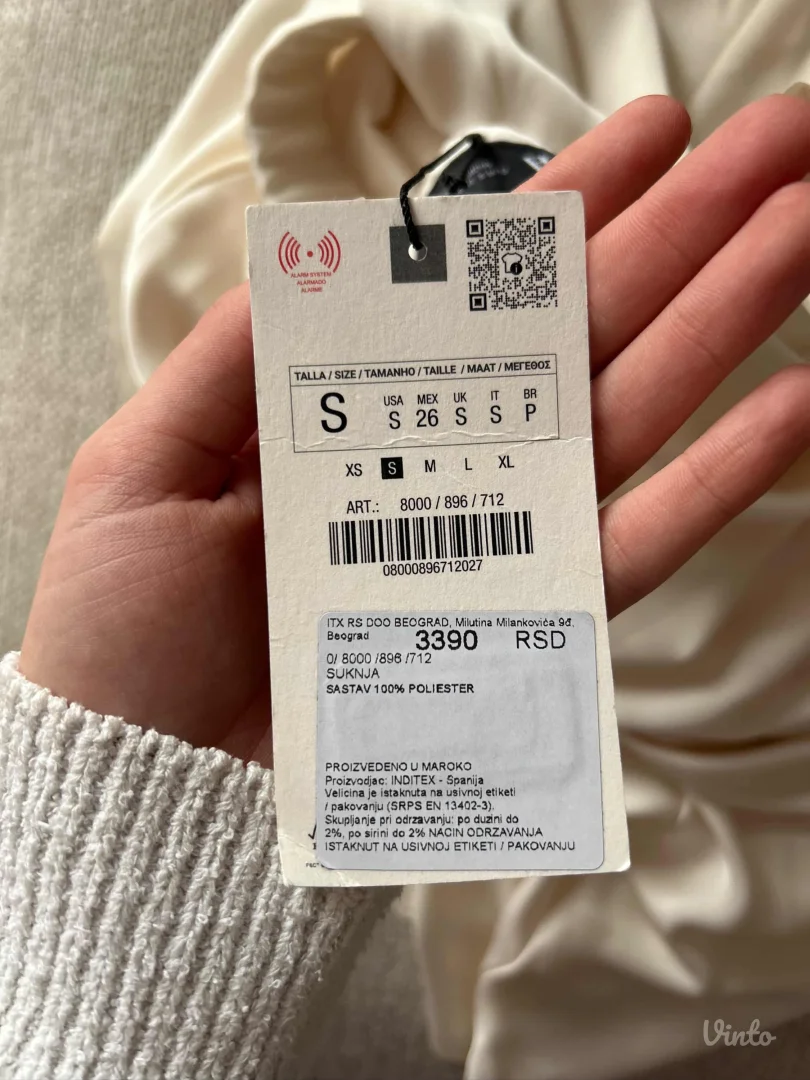 ALARM SYSTEM
ALARMADO
ALARME
TALLA / SIZE / TAMANHO / TAILLE / MAAT / ΜΕΓΕΘΟΣ
S
USA MEX UK IT BR
S 26 S S P
XS S M L XL
ART.: 8000 / 896 / 712
08000896712027
ITX RS DOO BEOGRAD, Milutina Milankovića 9đ,
Beograd 3390 RSD
0/ 8000 /896 /712
SUKNJA
SASTAV 100% POLIESTER
PROIZVEDENO U MAROKO
Proizvodjac: INDITEX - Spanija
Velicina je istaknuta na usivnoj etiketi
/ pakovanju (SRPS EN 13402-3).
Skupljanje pri odrzavanju: po duzini do
2%, po sirini do 2% NACIN ODRZAVANJA
ISTAKNUT NA USIVNOJ ETIKETI / PAKOVANJU
Vinto